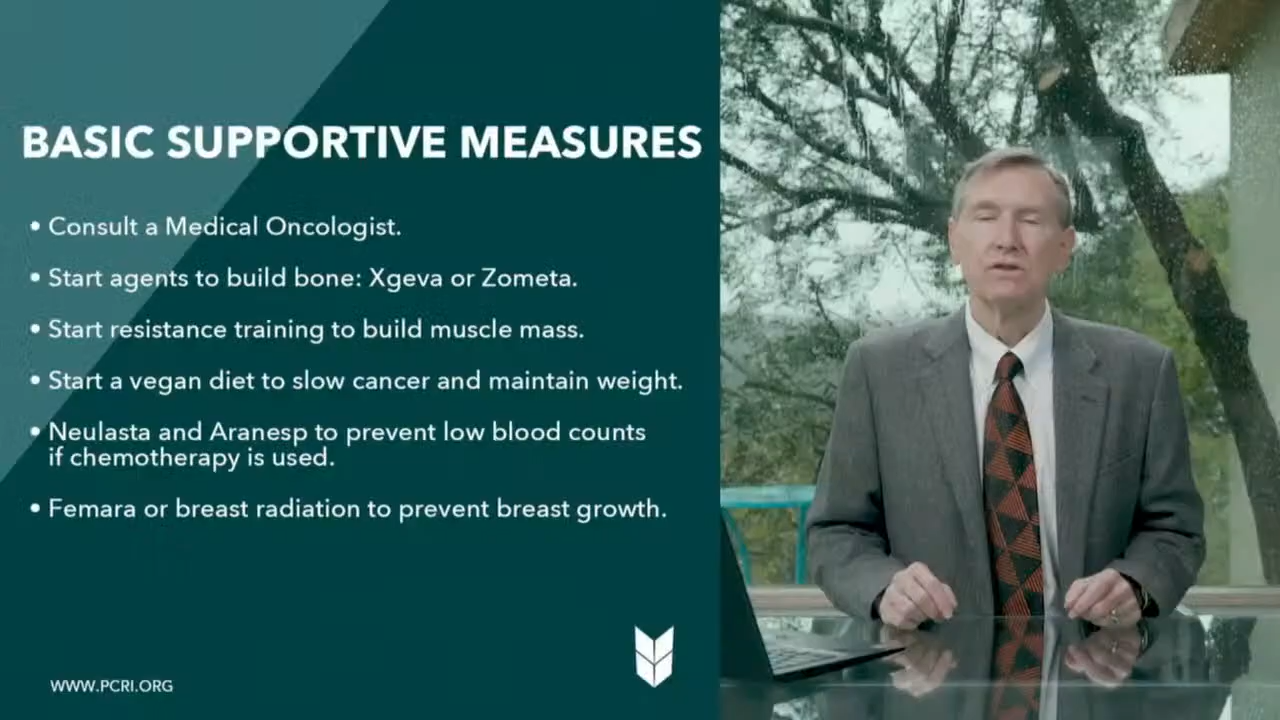 BASIC SUPPORTIVE MEASURES
• Consult a Medical Oncologist.
• Start agents to build bone: Xgeva or Zometa.
• Start resistance training to build muscle mass.
• Start a vegan diet to slow cancer and maintain weight.
• Neulasta and Aranesp to prevent low blood counts
if chemotherapy is used.
• Femara or breast radiation to prevent breast growth.
WWW.PCRI.ORG